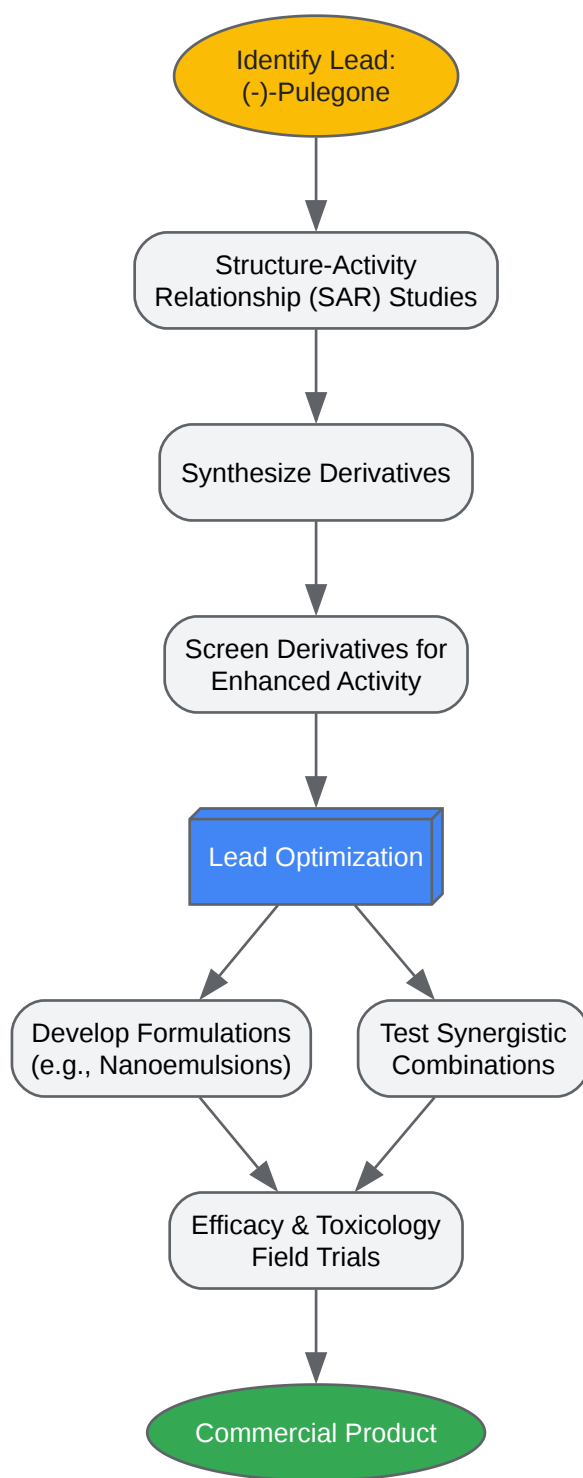 Identify Lead:
(-)-Pulegone
Structure-Activity
Relationship (SAR) Studies
Synthesize Derivatives
Screen Derivatives for
Enhanced Activity
Lead Optimization
Develop Formulations
(e.g., Nanoemulsions)
Test Synergistic
Combinations
Efficacy & Toxicology
Field Trials
Commercial Product